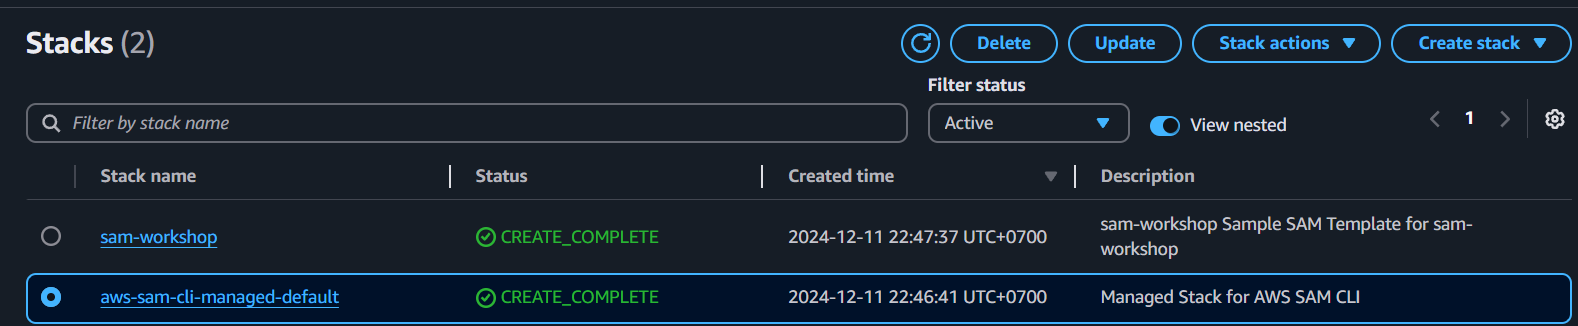 Stacks (2)
Delete
Update
Stack actions
Create stack
Filter status
Filter by stack name
Active
View nested
1
Stack name
Status
Created time
Description
sam-workshop
CREATE_COMPLETE
2024-12-11 22:47:37 UTC+0700
sam-workshop Sample SAM Template for sam-
workshop
aws-sam-cli-managed-default
CREATE_COMPLETE
2024-12-11 22:46:41 UTC+0700
Managed Stack for AWS SAM CLI